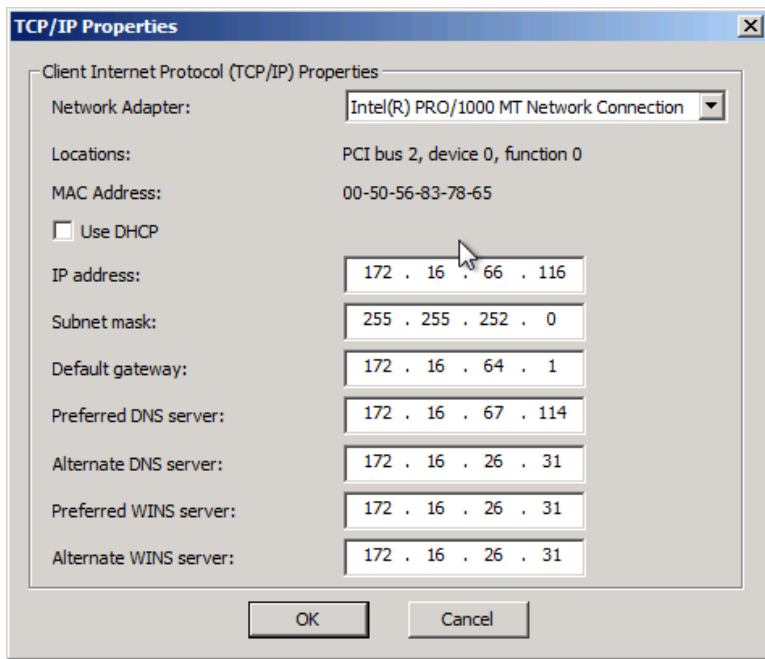 TCP/IP Properties
Client Internet Protocol (TCP/IP) Properties
Network Adapter: Intel(R) PRO/1000 MT Network Connection
Locations: PCI bus 2, device 0, function 0
MAC Address: 00-50-56-83-78-65
Use DHCP
IP address: 172 . 16 . 66 . 116
Subnet mask: 255 . 255 . 252 . 0
Default gateway: 172 . 16 . 64 . 1
Preferred DNS server: 172 . 16 . 67 . 114
Alternate DNS server: 172 . 16 . 26 . 31
Preferred WINS server: 172 . 16 . 26 . 31
Alternate WINS server: 172 . 16 . 26 . 31
OK Cancel